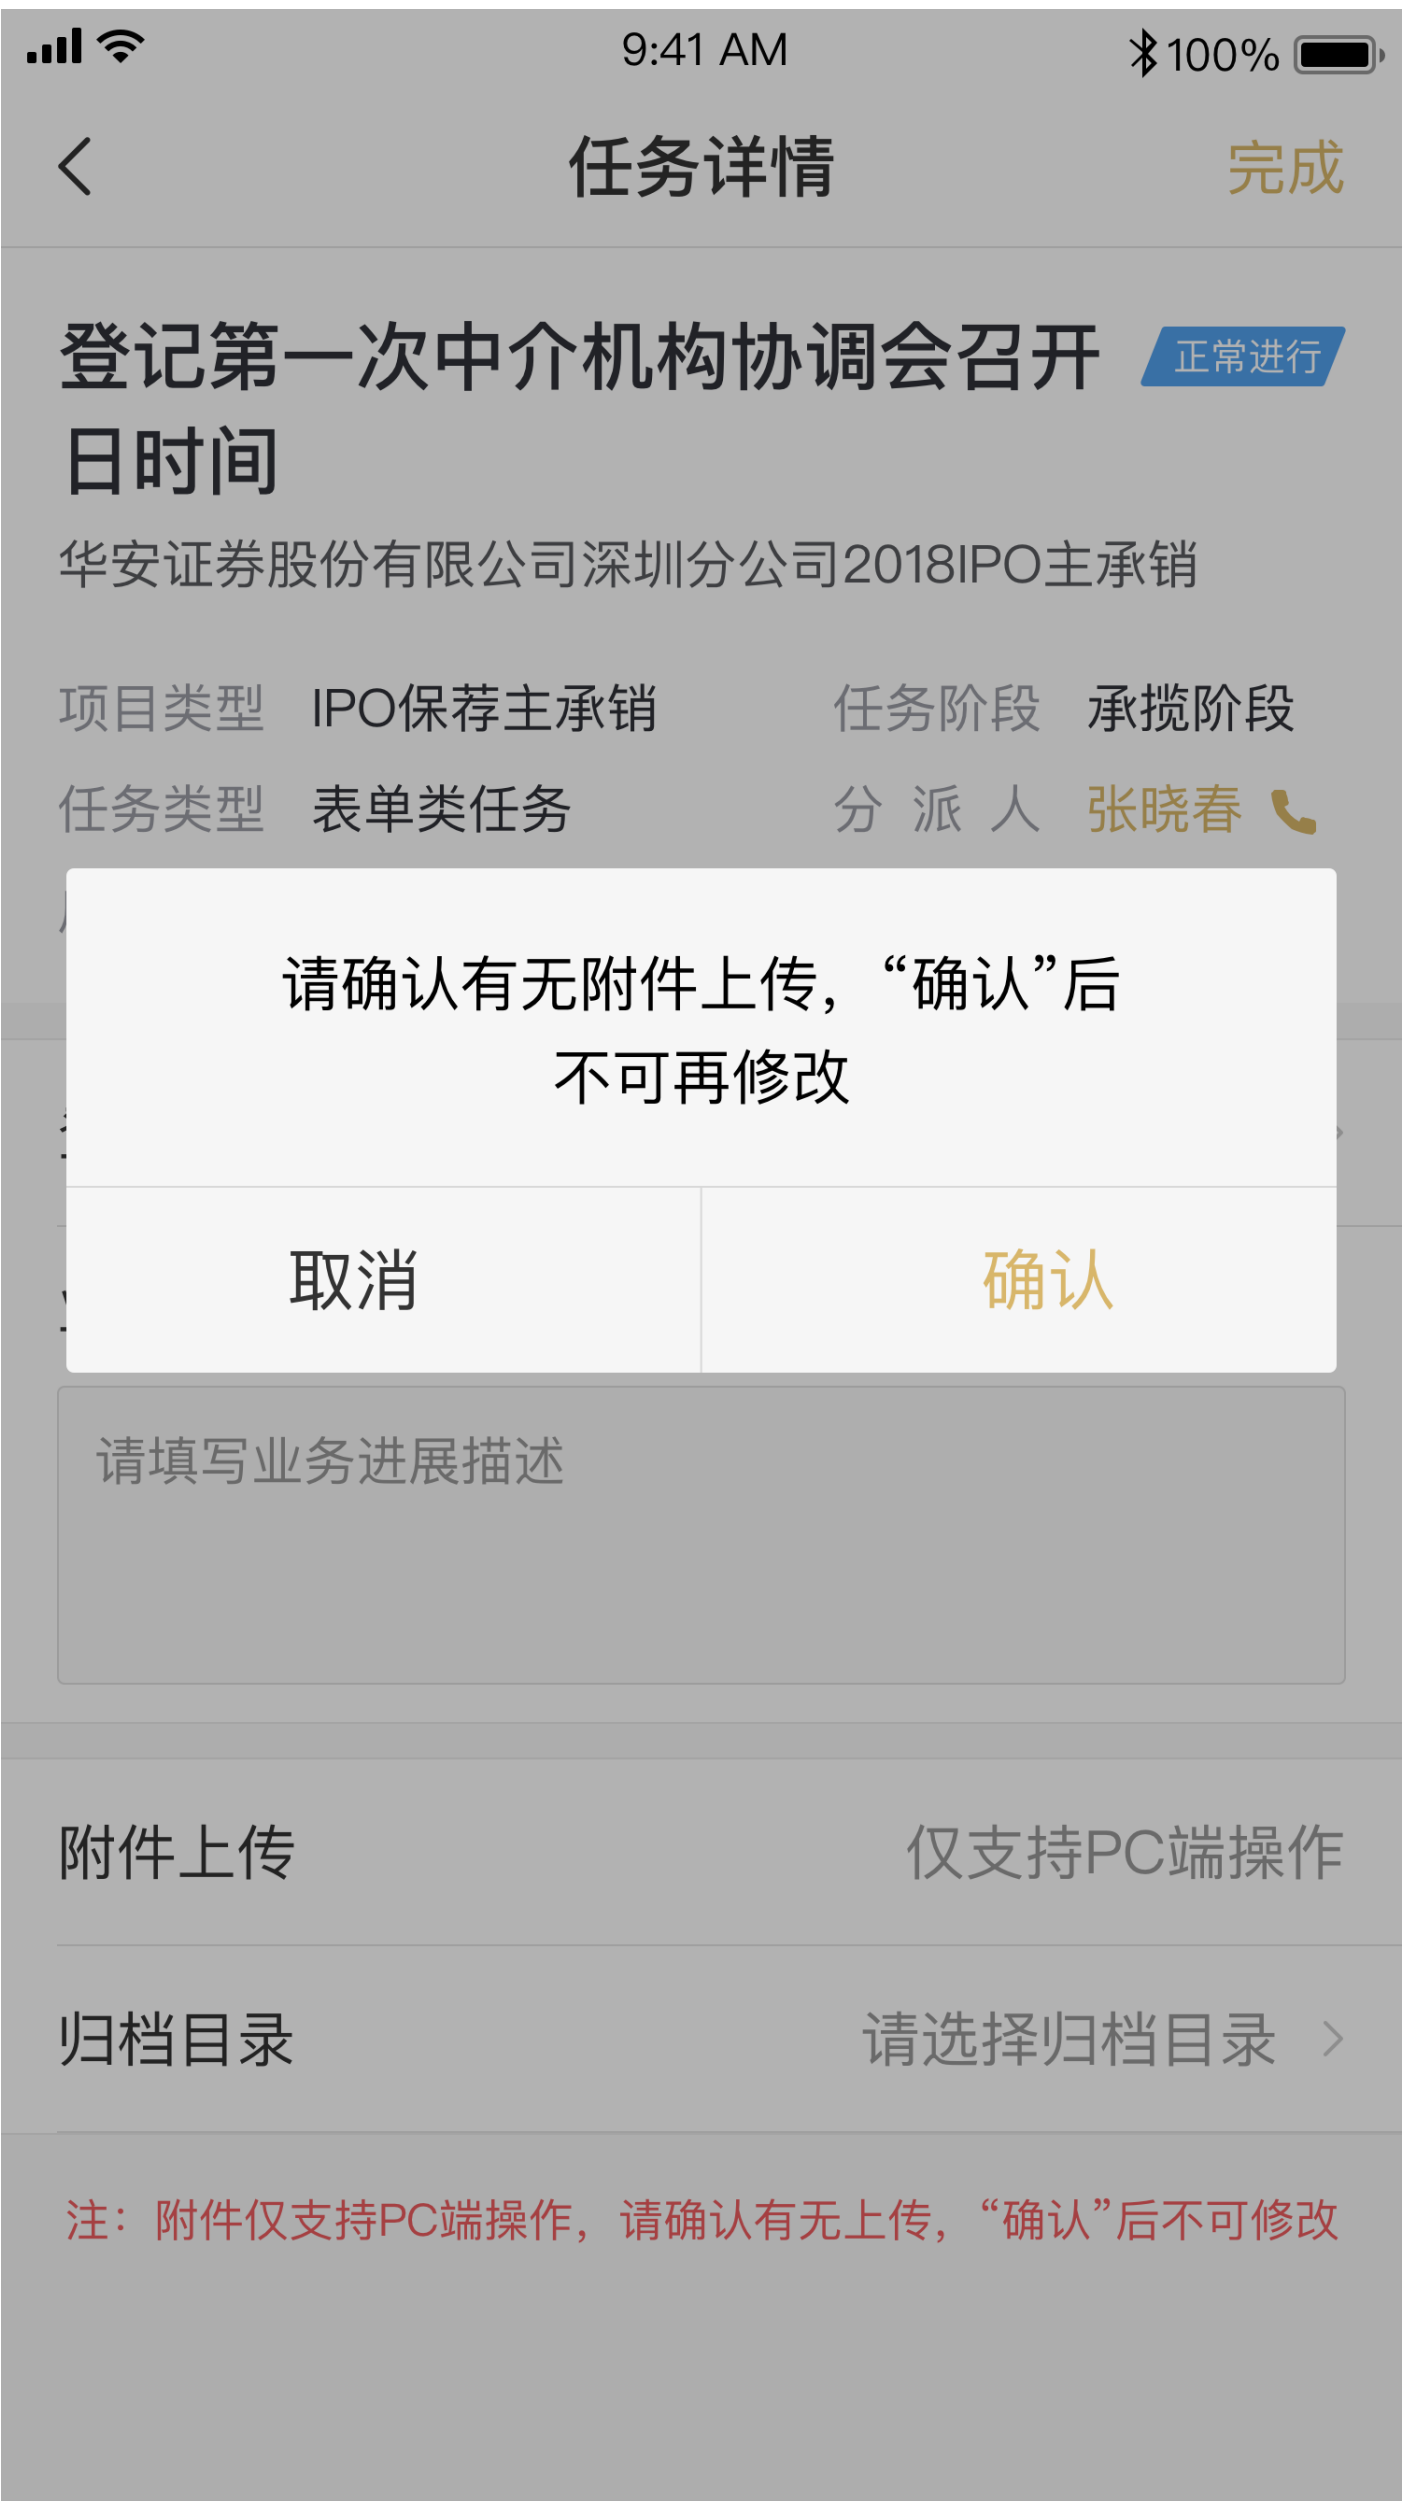 9:41 AM
100%
任务详情
完成
登记第一次中个机构协调会召开
正常进行
日时间
华安证券股份有限公司深圳分公司2018IPO主承销
项目类型 IPO保荐主承销 任务阶段 承揽阶段
任务类型 表单类任务 分派人 张晓春
请确认有无附件上传，“确认”后
不可再修改
取消
确认
请填写业务进展描述
附件上传 仅支持PC端操作
归档目录 请选择归档目录
注：附件仅支持PC端操作，请确认有无上传，“确认”后不可修改